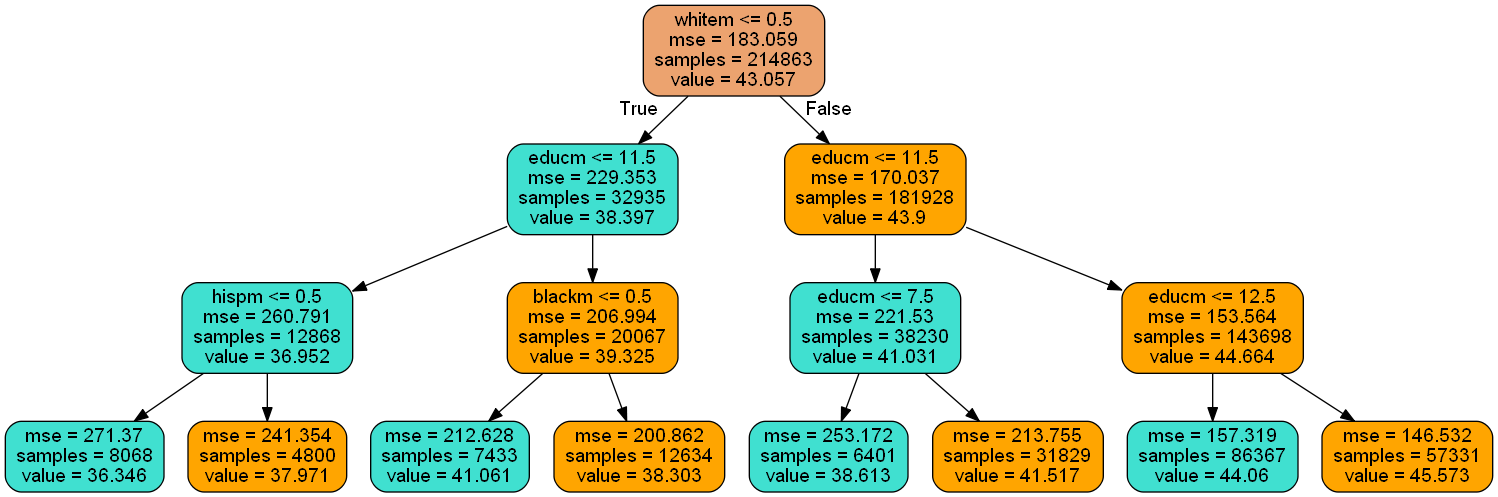 whitem <= 0.5
mse = 183.059
samples = 214863
value = 43.057
True
False
educm <= 11.5
mse = 229.353
samples = 32935
value = 38.397
educm <= 11.5
mse = 170.037
samples = 181928
value = 43.9
hispm <= 0.5
mse = 260.791
samples = 12868
value = 36.952
blackm <= 0.5
mse = 206.994
samples = 20067
value = 39.325
educm <= 7.5
mse = 221.53
samples = 38230
value = 41.031
educm <= 12.5
mse = 153.564
samples = 143698
value = 44.664
mse = 271.37
samples = 8068
value = 36.346
mse = 241.354
samples = 4800
value = 37.971
mse = 212.628
samples = 7433
value = 41.061
mse = 200.862
samples = 12634
value = 38.303
mse = 253.172
samples = 6401
value = 38.613
mse = 213.755
samples = 31829
value = 41.517
mse = 157.319
samples = 86367
value = 44.06
mse = 146.532
samples = 57331
value = 45.573